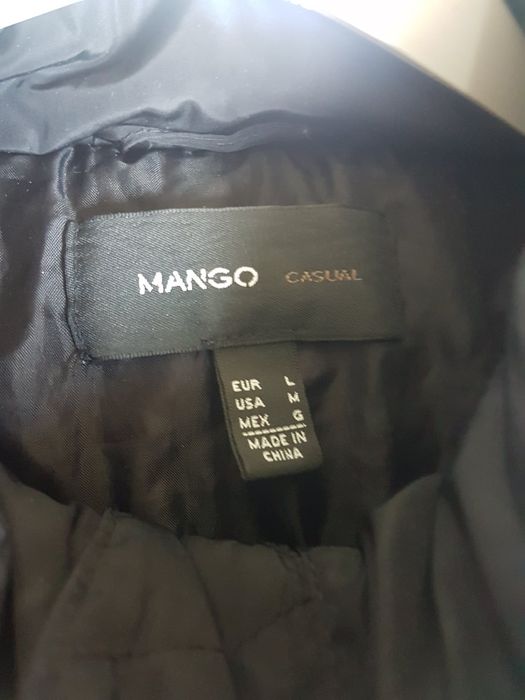 MANGO CASUAL
EUR L
USA M
MEX G
MADE IN
CHINA